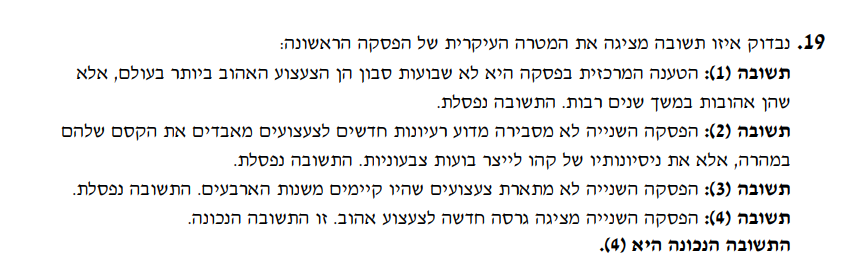 19. נבדוק איזו תשובה מציגה את המטרה העיקרית של הפסקה הראשונה:
תשובה (1): הטענה המרכזית בפסקה היא לא שבועות סבון הן הצעצוע האהוב ביותר בעולם, אלא
שהן אהובות במשך שנים רבות. התשובה נפסלת.
תשובה (2): הפסקה השנייה לא מסבירה מדוע רעיונות חדשים לצעצועים מאבדים את הקסם שלהם
במהרה, אלא את ניסיונותיו של קהו לייצר בועות צבעוניות. התשובה נפסלת.
תשובה (3): הפסקה השנייה לא מתארת צעצועים שהיו קיימים משנות הארבעים. התשובה נפסלת.
תשובה (4): הפסקה השנייה מציגה גרסה חדשה לצעצוע אהוב. זו התשובה הנכונה.
התשובה הנכונה היא (4).